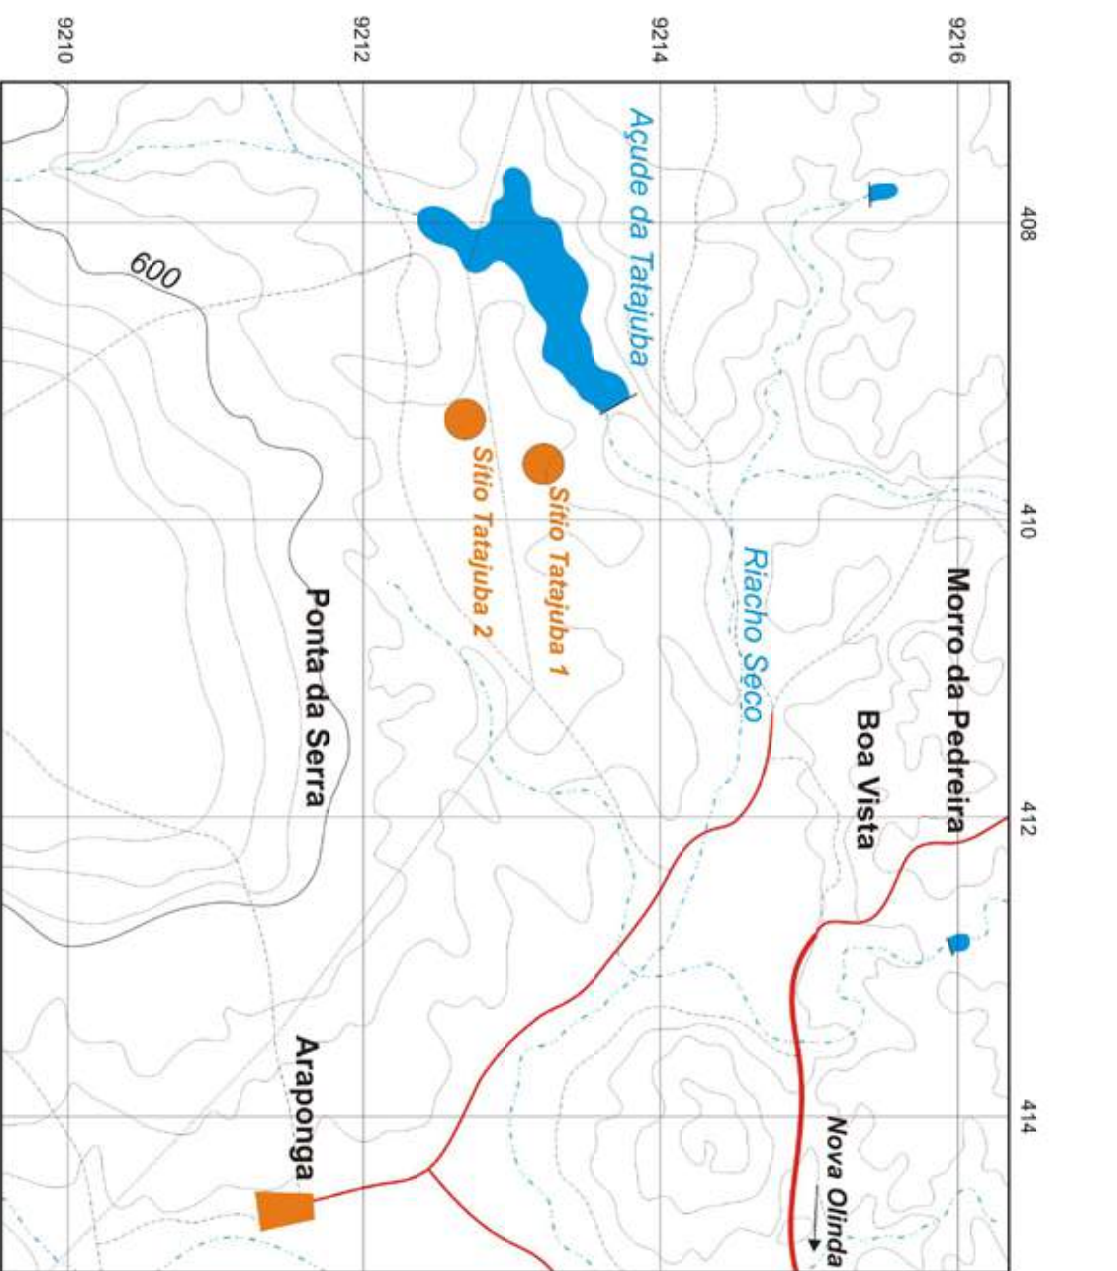 408
410
412
414
9216
9214
9212
9210
Morro da Pedreira
Boa Vista
Nova Olinda
Riacho Seco
Açude da Tatajuba
Sítio Tatajuba 1
Sítio Tatajuba 2
600
Ponta da Serra
Araponga